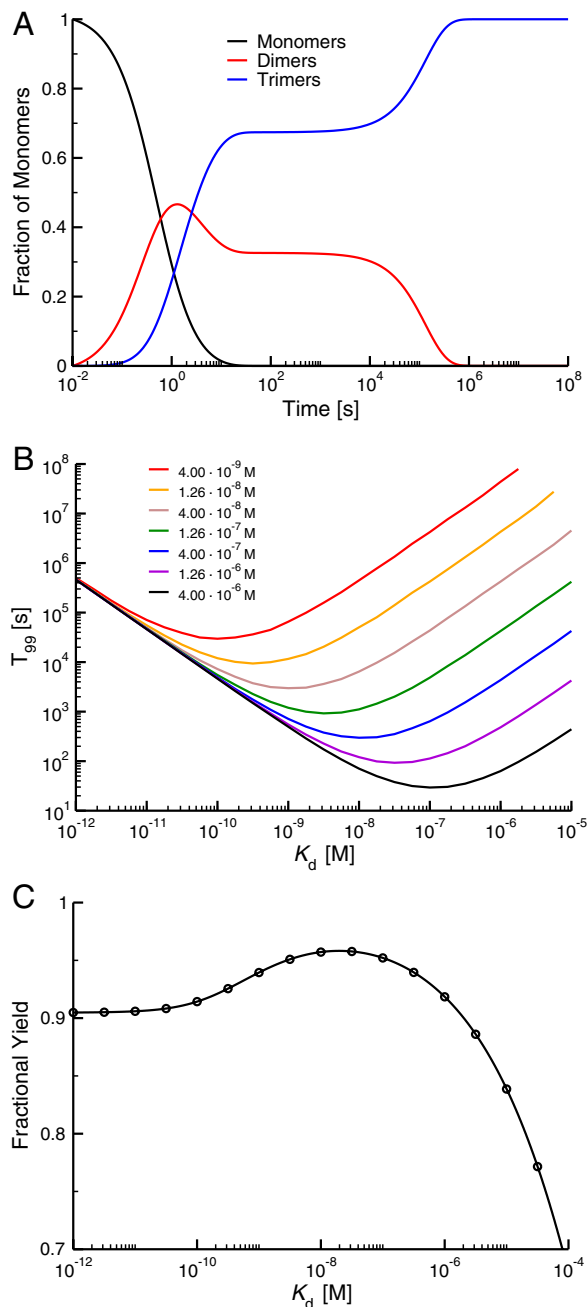 A
Fraction of Monomers
1
0.8
0.6
0.4
0.2
0
Monomers
Dimers
Trimers
10^-2 10^0 10^2 10^4 10^6 10^8
Time [s]
B
T_99 [s]
10^8
10^7
10^6
10^5
10^4
10^3
10^2
10^1
4.00 · 10^-9 M
1.26 · 10^-8 M
4.00 · 10^-8 M
1.26 · 10^-7 M
4.00 · 10^-7 M
1.26 · 10^-6 M
4.00 · 10^-6 M
10^-12 10^-11 10^-10 10^-9 10^-8 10^-7 10^-6 10^-5
K_d [M]
C
Fractional Yield
1
0.9
0.8
0.7
10^-12 10^-10 10^-8 10^-6 10^-4
K_d [M]